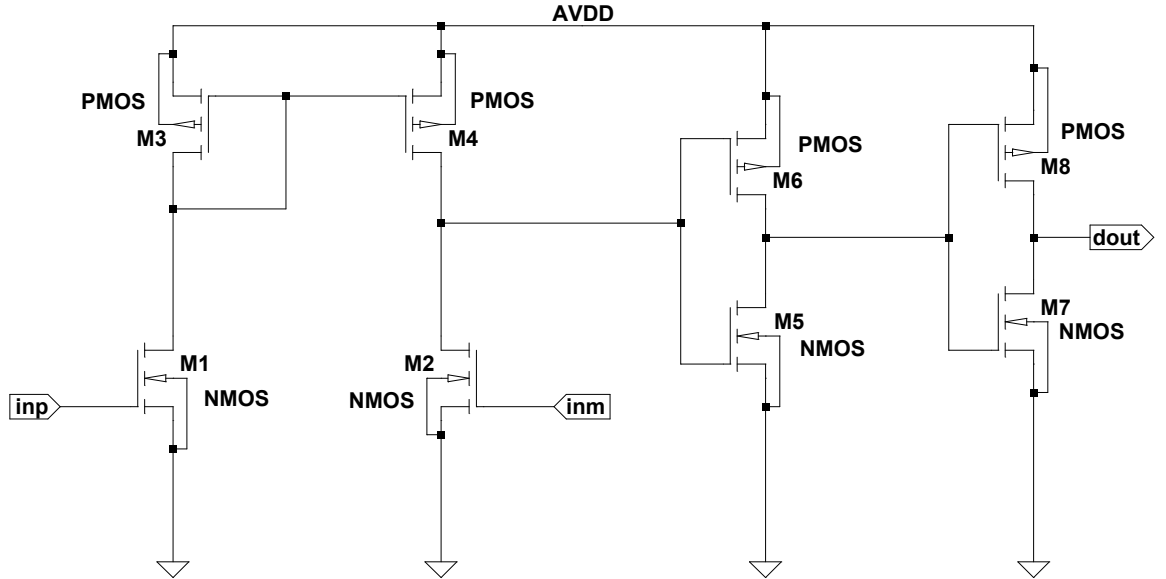 AVDD
PMOS
M3
PMOS
M4
PMOS
M6
PMOS
M8
dout
M1
NMOS
inp
M2
NMOS
inm
M5
NMOS
M7
NMOS